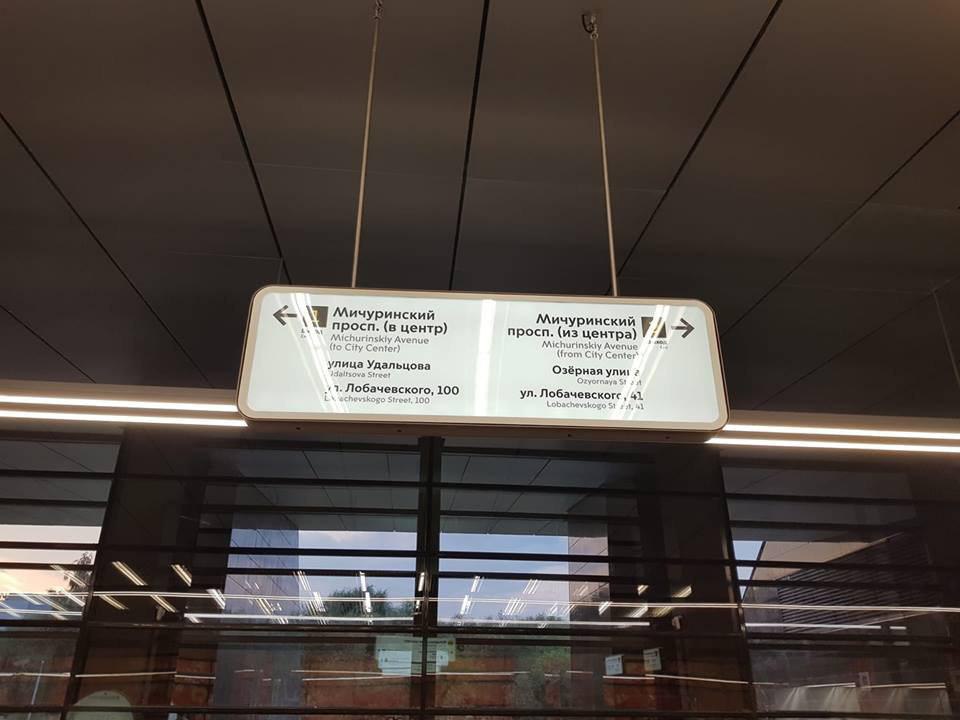 Мичуринский
просп. (в центр)
Michurinskiy Avenue
(to City Center)
улица Удальцова
Udaltsova Street
ул. Лобачевского, 100
Lobachevskogo Street, 100
Мичуринский
просп. (из центра)
Michurinskiy Avenue
(from City Center)
Озёрная улица
Ozyornaya Street
ул. Лобачевского, 41
Lobachevskogo Street, 41